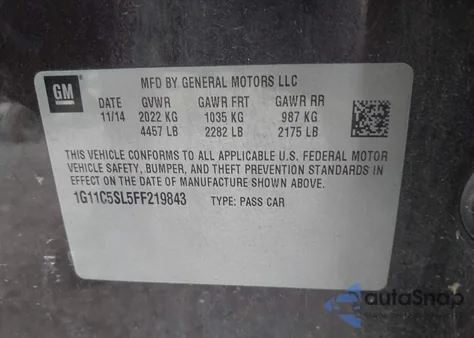 GM
MFD BY GENERAL MOTORS LLC
11/14 GVWR GAWR FRT GAWR RR
2022 KG 1035 KG 987 KG
4457 LB 2282 LB 2175 LB
THIS VEHICLE CONFORMS TO ALL APPLICABLE U.S. FEDERAL MOTOR
VEHICLE SAFETY, BUMPER, AND THEFT PREVENTION STANDARDS IN
EFFECT ON THE DATE OF MANUFACTURE SHOWN ABOVE.
1G11C5SL5FF219843 TYPE: PASS CAR
autoSnap